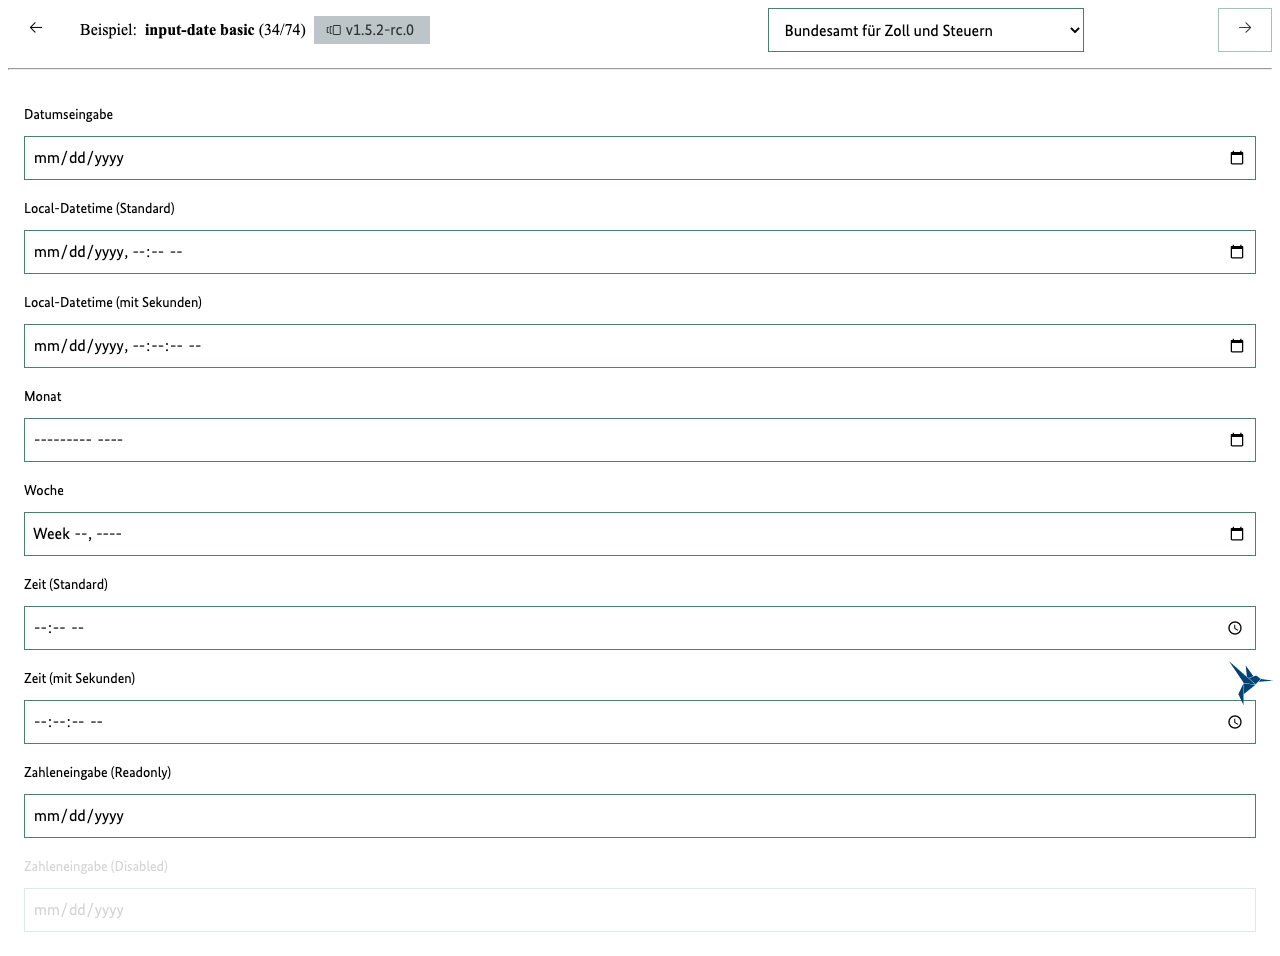 Beispiel: input-date basic (34/74) v1.5.2-rc.0 Bundesamt für Zoll und Steuern
Datumseingabe
mm/dd/yyyy
Local-Datetime (Standard)
mm/dd/yyyy, --:-- --
Local-Datetime (mit Sekunden)
mm/dd/yyyy, --:--:-- --
Monat
--------- ----
Woche
Week --, ----
Zeit (Standard)
--:-- --
Zeit (mit Sekunden)
--:--:-- --
Zahleneingabe (Readonly)
mm/dd/yyyy
Zahleneingabe (Disabled)
mm/dd/yyyy